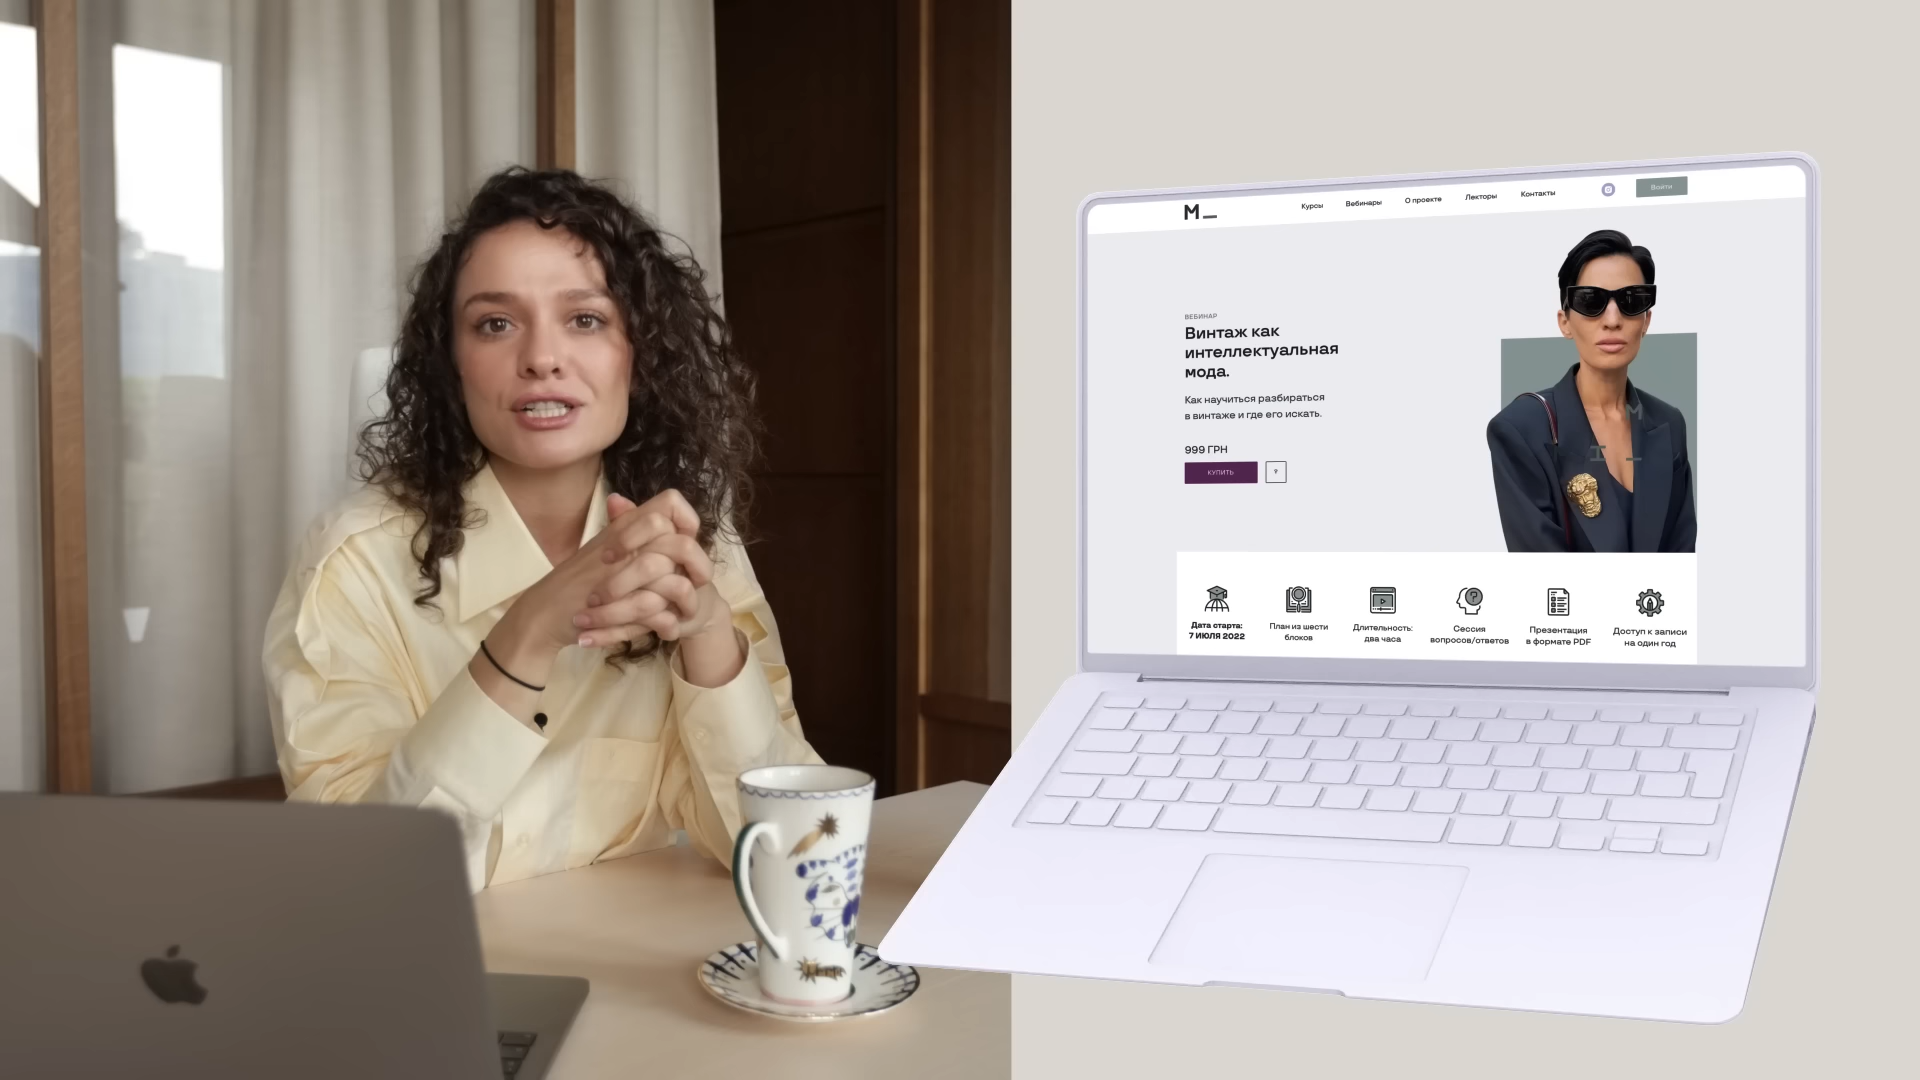 М_
Курсы
Вебинары
О проекте
Лекторы
Контакты
Войти
ВЕБИНАР
Винтаж как
интеллектуальная
мода.
Как научиться разбираться
в винтаже и где его искать.
999 ГРН
КУПИТЬ
Дата старта:
7 ИЮЛЯ 2022
План из шести
блоков
Длительность:
два часа
Сессия
вопросов/ответов
Презентация
в формате PDF
Доступ к записи
на один год